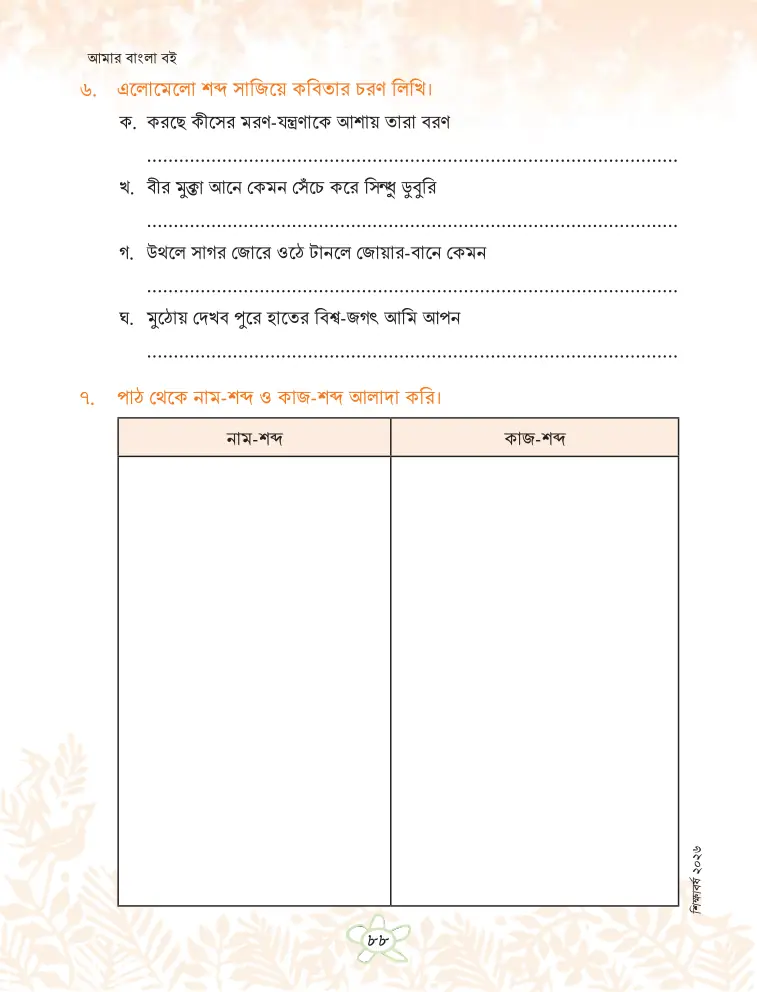 আমার বাংলা বই
৬. এলোমেলো শব্দ সাজিয়ে কবিতার চরণ লিখি।
ক. করছে কীসের মরণ-যন্ত্রণাকে আশায় তারা বরণ
..........................................................................................
খ. বীর মুক্তা আনে কেমন সেঁচে করে সিন্ধু ডুবুরি
..........................................................................................
গ. উথলে সাগর জোরে ওঠে টানলে জোয়ার-বানে কেমন
..........................................................................................
ঘ. মুঠোয় দেখব পুরে হাতের বিশ্ব-জগৎ আমি আপন
..........................................................................................
৭. পাঠ থেকে নাম-শব্দ ও কাজ-শব্দ আলাদা করি।
নাম-শব্দ কাজ-শব্দ
শিক্ষাবর্ষ ২০২৬
৮৮